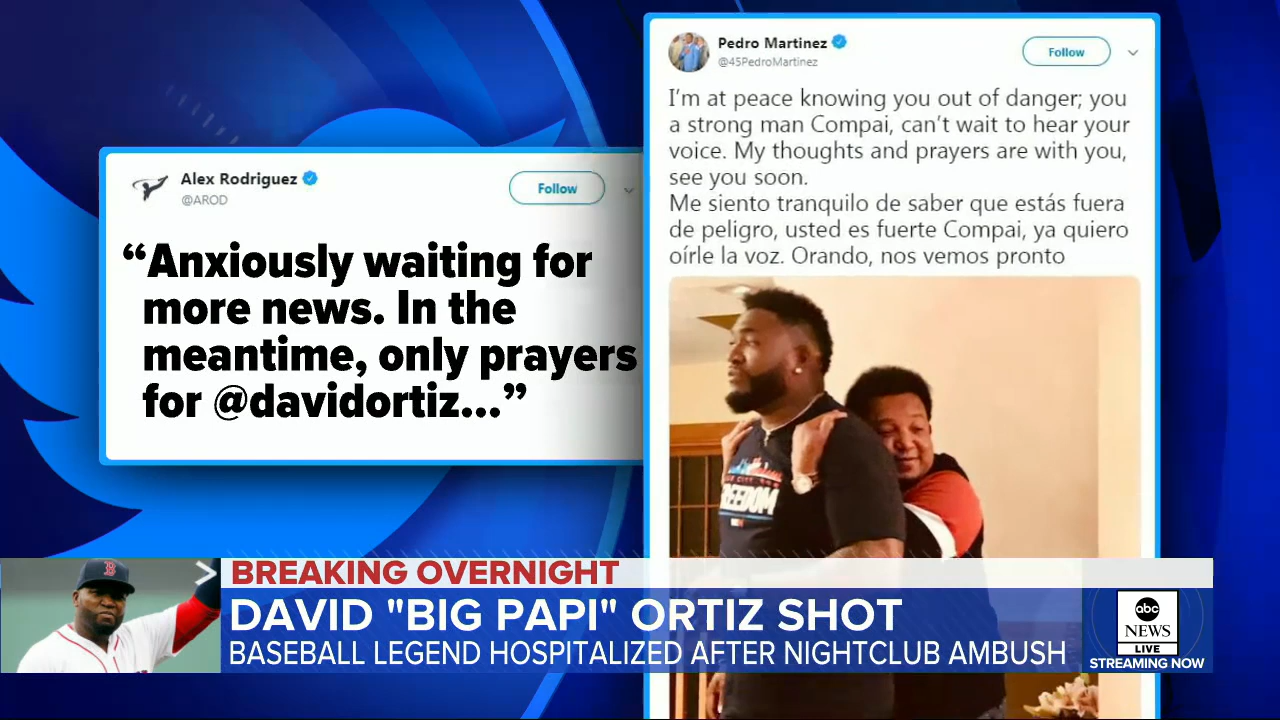 Alex Rodriguez
@AROD
Follow
“Anxiously waiting for
more news. In the
meantime, only prayers
for @davidortiz...”
Pedro Martinez
@45PedroMartinez
Follow
I’m at peace knowing you out of danger; you
a strong man Compai, can’t wait to hear your
voice. My thoughts and prayers are with you,
see you soon.
Me siento tranquilo de saber que estás fuera
de peligro, usted es fuerte Compai, ya quiero
oírle la voz. Orando, nos vemos pronto
FREEDOM
B
BREAKING OVERNIGHT
DAVID "BIG PAPI" ORTIZ SHOT
BASEBALL LEGEND HOSPITALIZED AFTER NIGHTCLUB AMBUSH
abc
NEWS
LIVE
STREAMING NOW